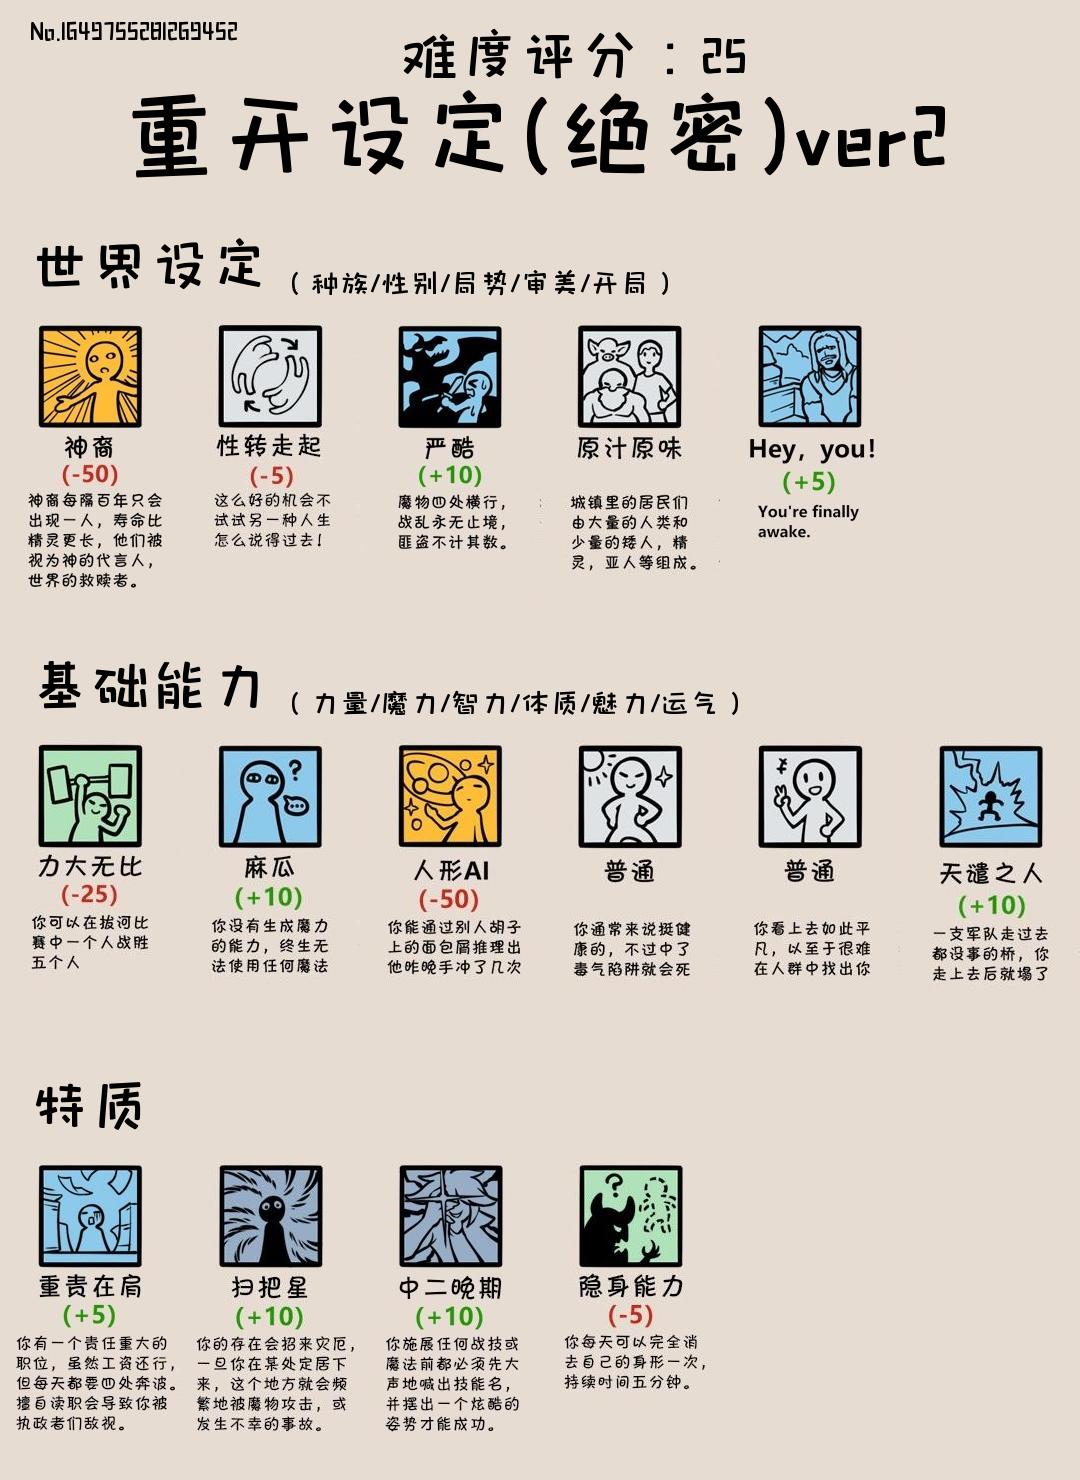 No.1649755281269452
难度评分：25
重开设定(绝密)ver2
世界设定（种族/性别/局势/审美/开局）
神裔
(-50)
神裔每隔百年只会
出现一人，寿命比
精灵更长，他们被
视为神的代言人，
世界的救赎者。
性转走起
(-5)
这么好的机会不
试试另一种人生
怎么说得过去！
严酷
(+10)
魔物四处横行，
战乱永无止境，
匪盗不计其数。
原汁原味
城镇里的居民们
由大量的人类和
少量的矮人，精
灵，亚人等组成。
Hey, you!
(+5)
You're finally
awake.
基础能力（力量/魔力/智力/体质/魅力/运气）
力大无比
(-25)
你可以在拔河比
赛中一个人战胜
五个人
麻瓜
(+10)
你没有生成魔力
的能力，终生无
法使用任何魔法
人形AI
(-50)
你能通过别人胡子
上的面包屑推理出
他昨晚手冲了几次
普通
你通常来说挺健
康的，不过中了
毒气陷阱就会死
普通
你看上去如此平
凡，以至于很难
在人群中找出你
天谴之人
(+10)
一支军队走过去
都没事的桥，你
走上去后就塌了
特质
重责在肩
(+5)
你有一个责任重大的
职位，虽然工资还行，
但每天都要四处奔波。
擅自读职会导致你被
执政者们敌视。
扫把星
(+10)
你的存在会招来灾厄，
一旦你在某处定居下
来，这个地方就会频
繁地被魔物攻击，或
发生不幸的事故。
中二晚期
(+10)
你施展任何战技或
魔法前都必须先大
声地喊出技能名，
并摆出一个炫酷的
姿势才能成功。
隐身能力
(-5)
你每天可以完全消
去自己的身形一次，
持续时间五分钟。